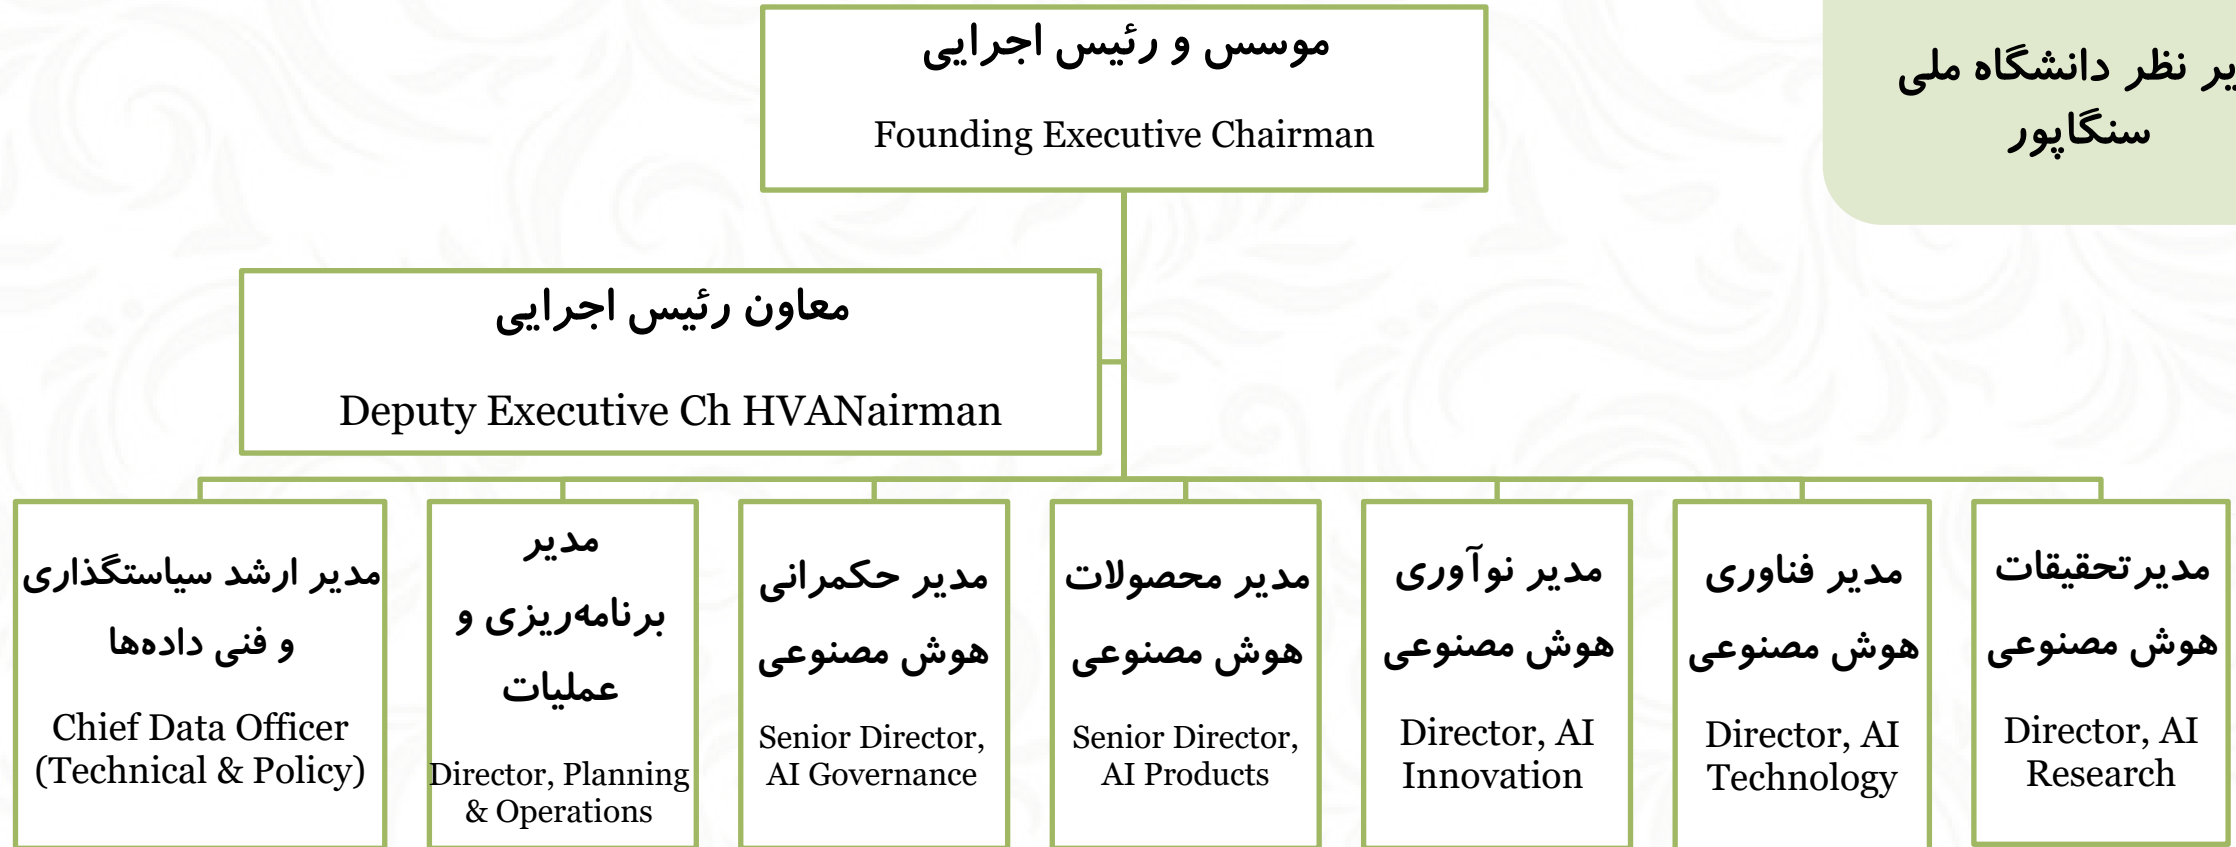 موسس و رئیس اجرایی
Founding Executive Chairman
نظر دانشگاه ملی
سنگاپور
معاون رئیس اجرایی
Deputy Executive Ch HVANairman
مدیرتحقیقات
هوش مصنوعی
Director, AI
Research
مدیر فناوری
هوش مصنوعی
Director, AI
Technology
مدیر نوآوری
هوش مصنوعی
Director, AI
Innovation
مدیر محصولات
هوش مصنوعی
Senior Director,
AI Products
مدیر حکمرانی
هوش مصنوعی
Senior Director,
AI Governance
مدیر
برنامه‌ریزی و
عملیات
Director, Planning
& Operations
مدیر ارشد سیاستگذاری
و فنی داده‌ها
Chief Data Officer
(Technical & Policy)